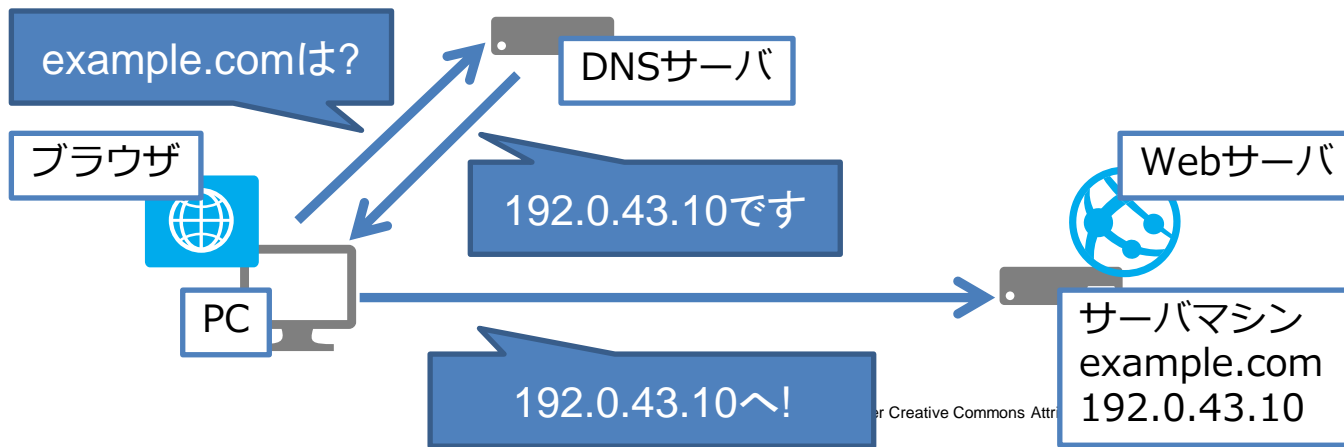 example.comは?
DNSサーバ
ブラウザ
Webサーバ
192.0.43.10です
PC
サーバマシン
example.com
192.0.43.10
192.0.43.10へ!
Creative Commons